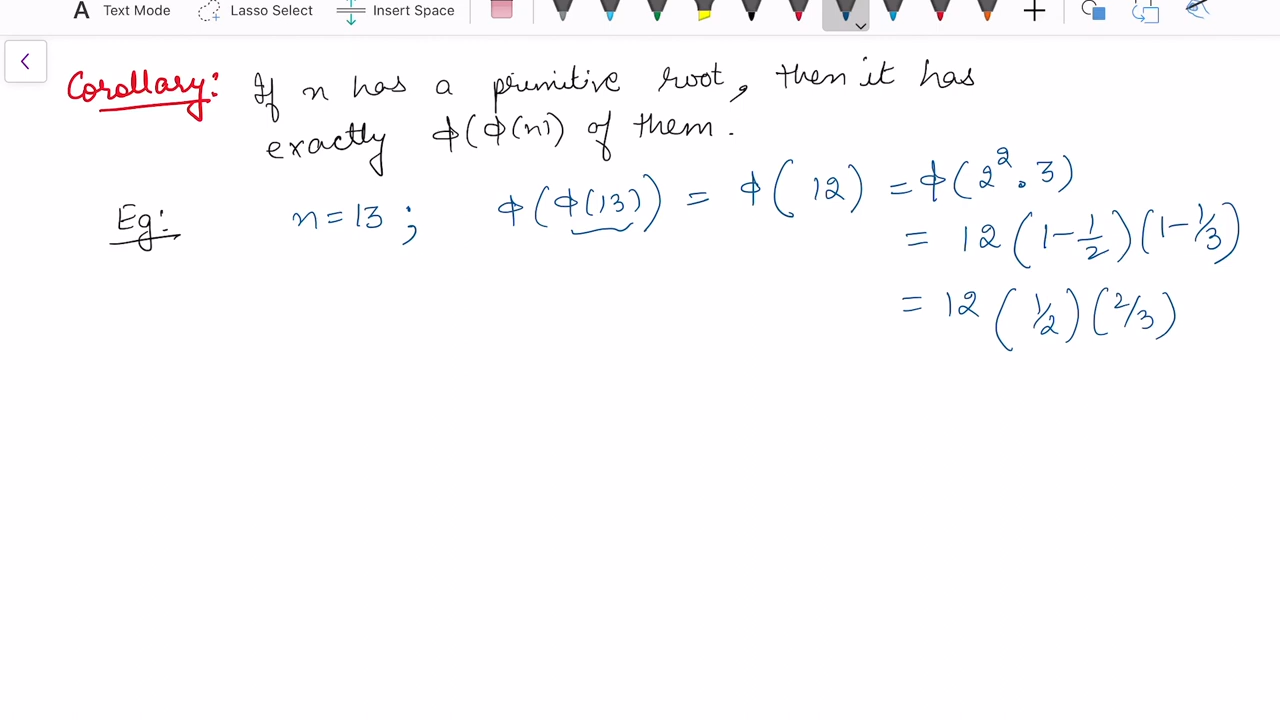 A Text Mode Lasso Select Insert Space
Corollary: If n has a primitive root, then it has
exactly ϕ(ϕ(n)) of them.
Eg: n=13; ϕ(ϕ(13)) = ϕ(12) = ϕ(2².3)
= 12(1-1/2)(1-1/3)
= 12(1/2)(2/3)